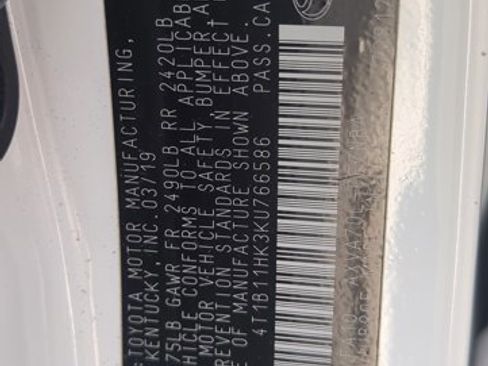 : TOYOTA MOTOR MANUFACTURING,
KENTUCKY, INC. 03/19
75LB GAWR FR 2490LB RR 2420LB
HICLE CONFORMS TO ALL APPLICAB
MOTOR VEHICLE SAFETY, BUMPER, A
REVENTION STANDARDS IN EFFECT
E OF MANUFACTURE SHOWN ABOVE.
4T1B11HK3KU766586 PASS.CA